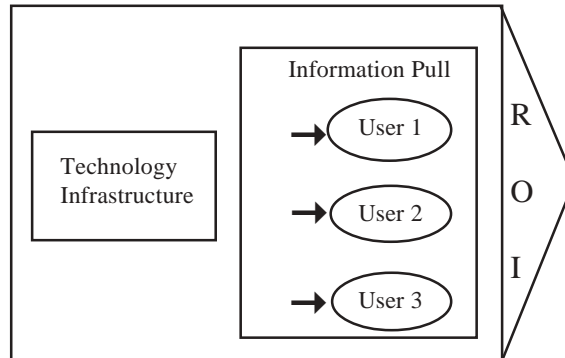 Information Pull
User 1
Technology
Infrastructure
User 2
User 3
R
O
I